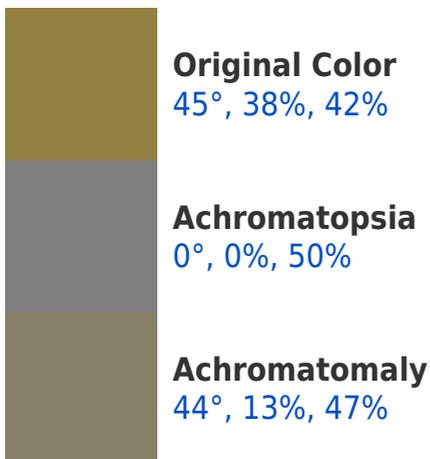 Original Color
45°, 38%, 42%
Achromatopsia
0°, 0%, 50%
Achromatomaly
44°, 13%, 47%